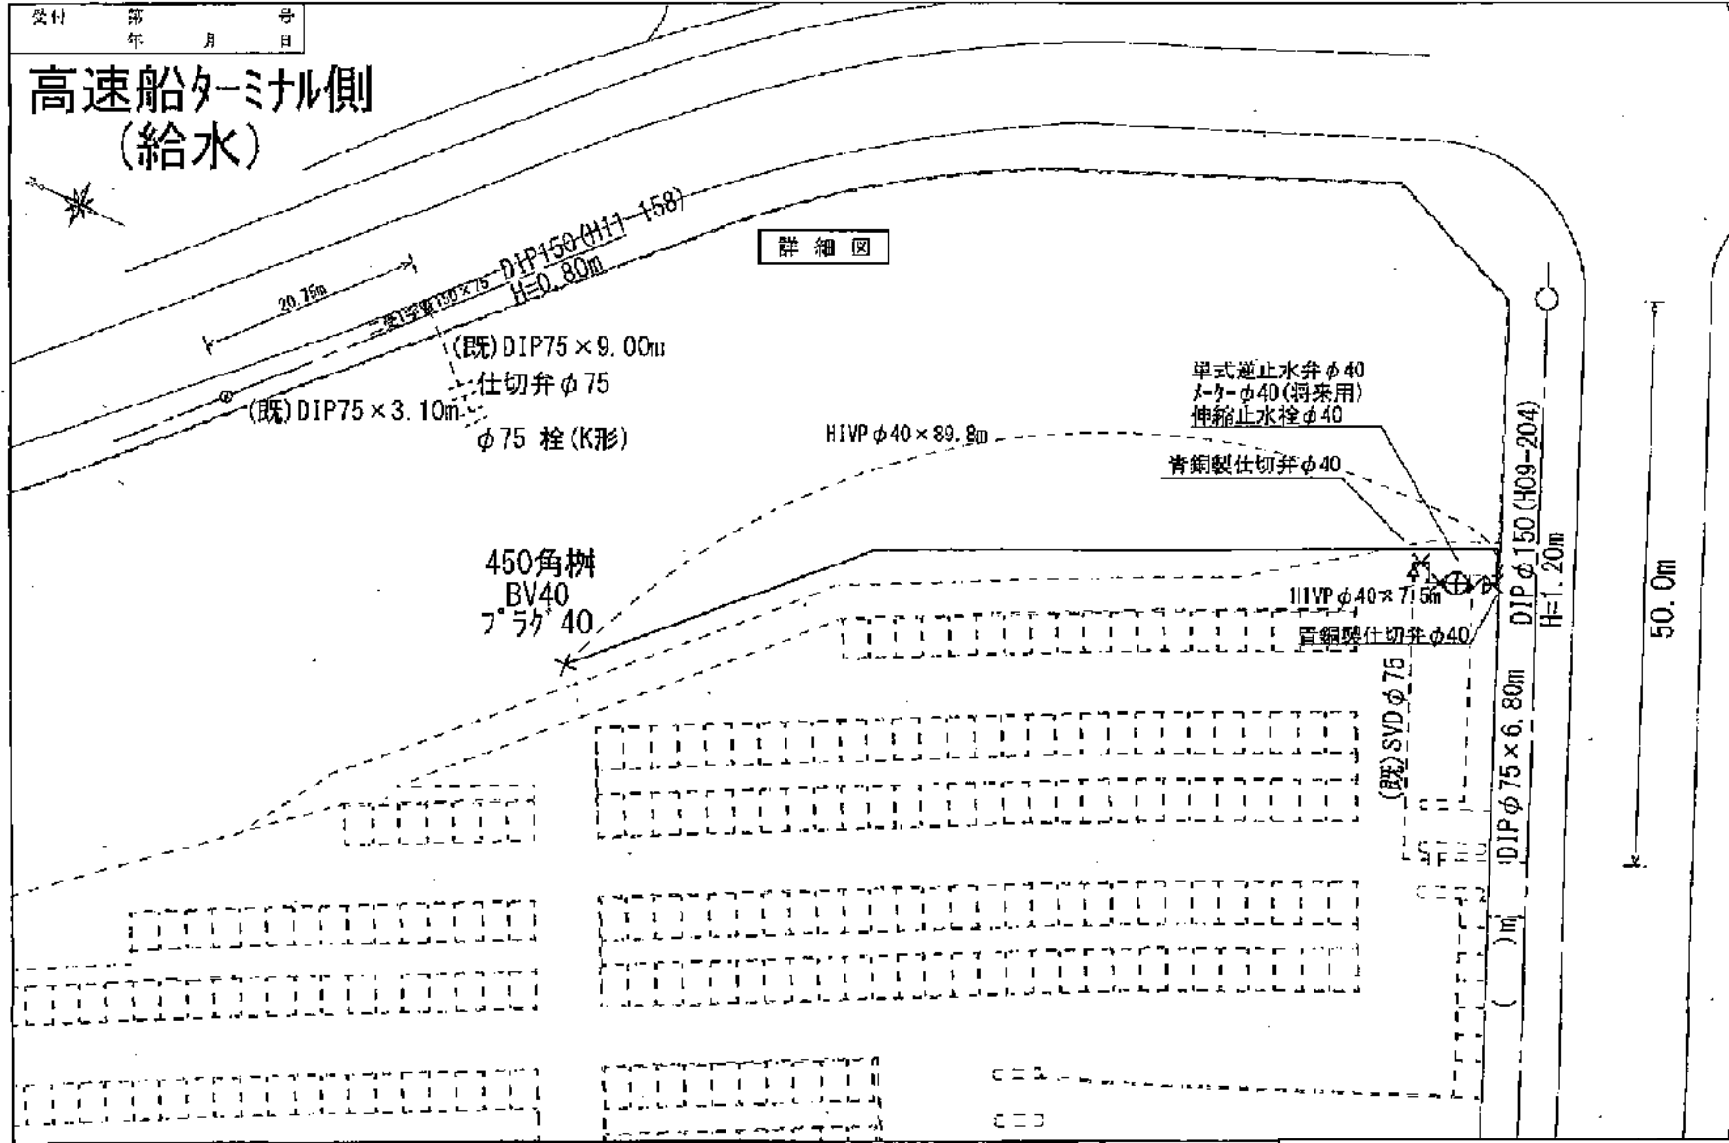 受付 第 号
年 月 日
高速船ターミナル側
(給水)
詳細図
DIP150(H11-158)
H=0.80m
20.75m
(既)DIP75×9.00m
仕切弁φ75
(既)DIP75×3.10m
φ75 栓(K形)
HIVPφ40×89.8m
単式逆止水弁φ40
メーターφ40(将来用)
伸縮止水栓φ40
青銅製仕切弁φ40
450角桝
BV40
プラグ40
HIVPφ40×7.5m
青銅製仕切弁φ40
(既)SVDφ75
DIPφ150(H09-204)
H=1.20m
DIPφ75×6.80m
( )m
50.0m